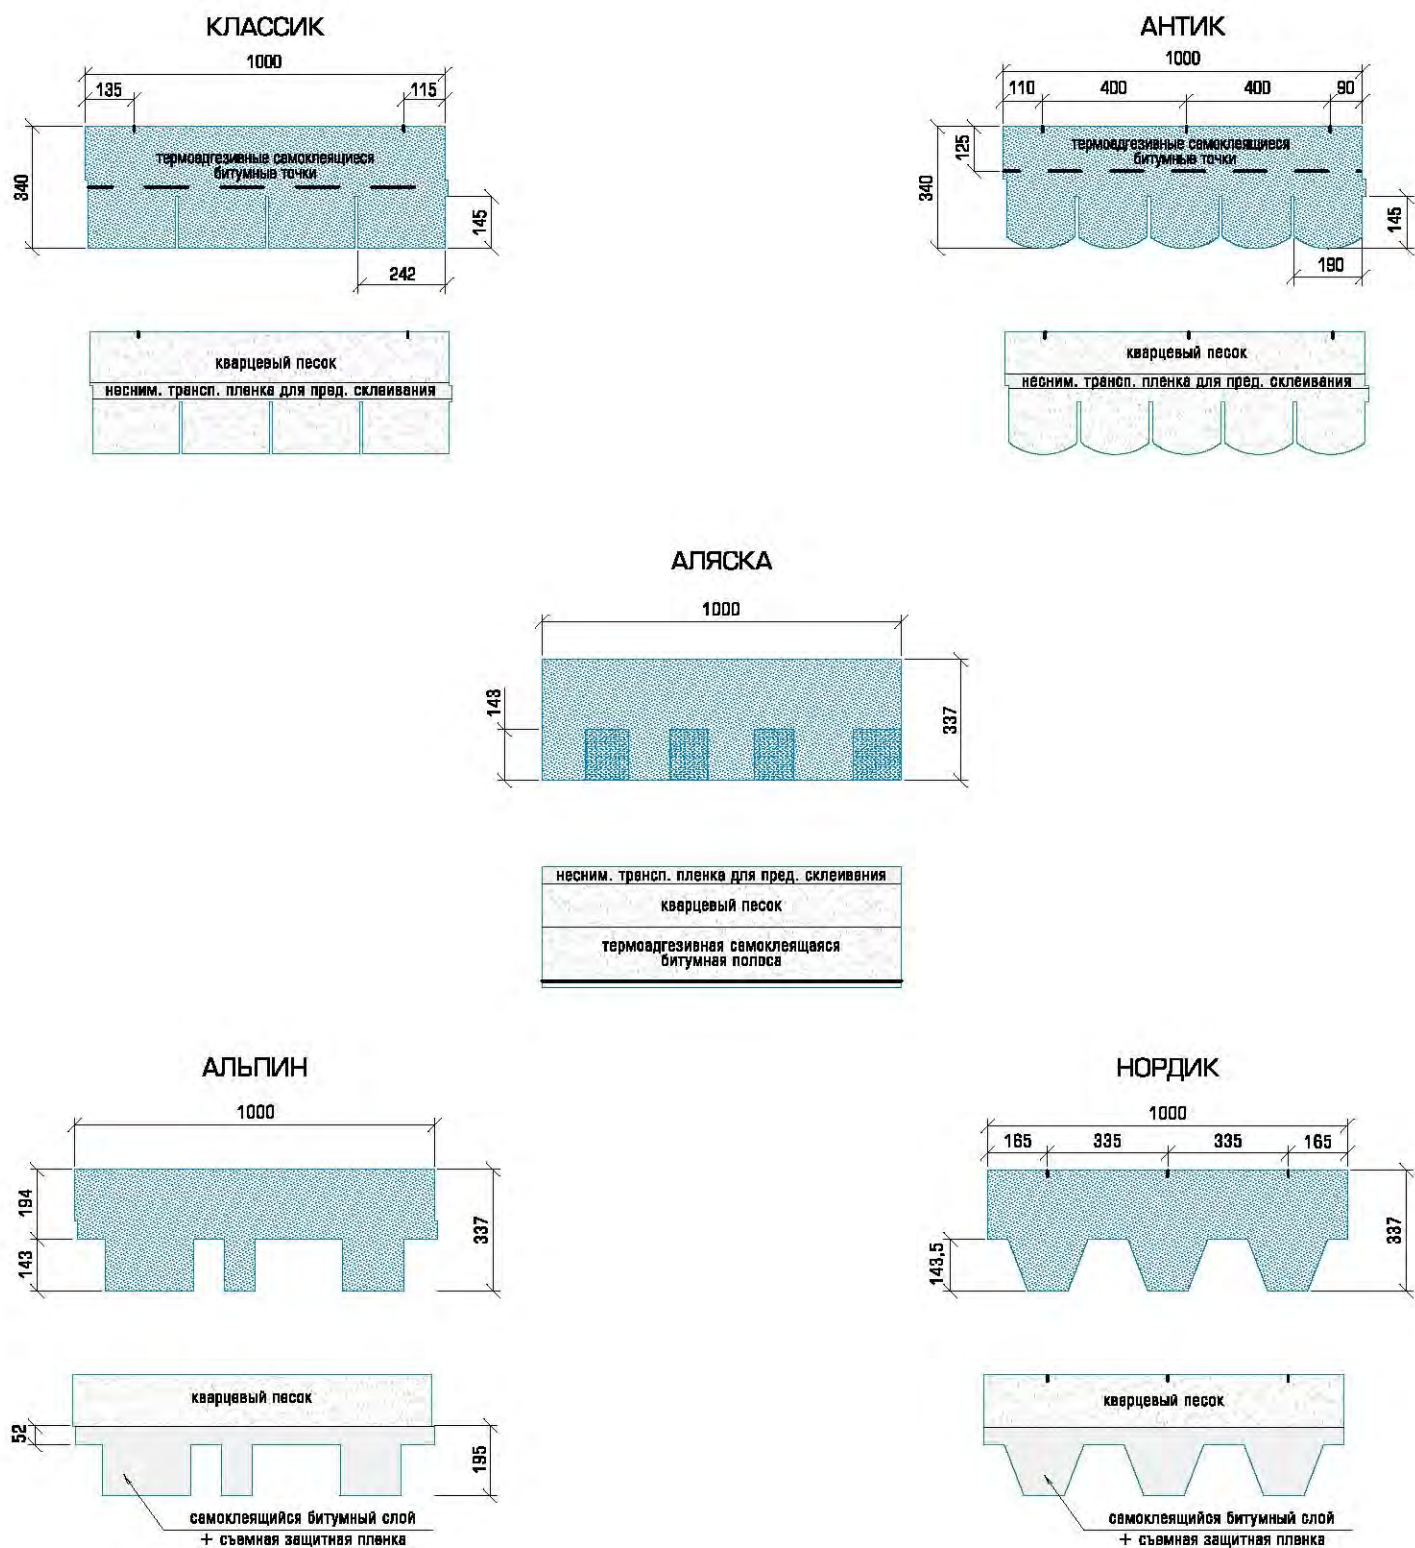 КЛАССИК
1000
135
115
термоадгезивные самоклеящиеся
битумные точки
340
145
242
кварцевый песок
несним. трансп. пленка для пред. склеивания
АНТИК
1000
110
400
400
90
125
термоадгезивные самоклеящиеся
битумные точки
340
145
190
кварцевый песок
несним. трансп. пленка для пред. склеивания
АЛЯСКА
1000
143
337
несним. трансп. пленка для пред. склеивания
кварцевый песок
термоадгезивная самоклеящаяся
битумная полоса
АЛЬПИН
1000
194
143
337
кварцевый песок
52
195
самоклеящийся битумный слой
+ съемная защитная пленка
НОРДИК
1000
165
335
335
165
143,5
337
кварцевый песок
самоклеящийся битумный слой
+ съемная защитная пленка